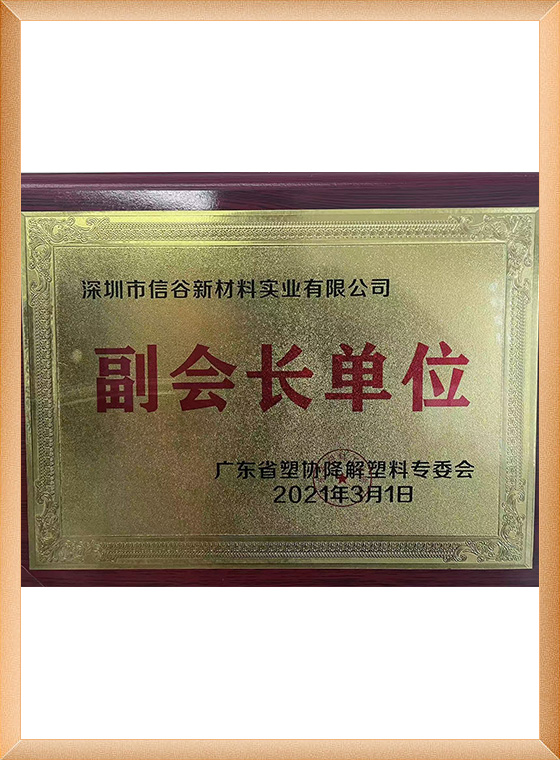 深圳市信谷新材料实业有限公司
副会长单位
广东省塑协降解塑料专委会
2021年3月1日